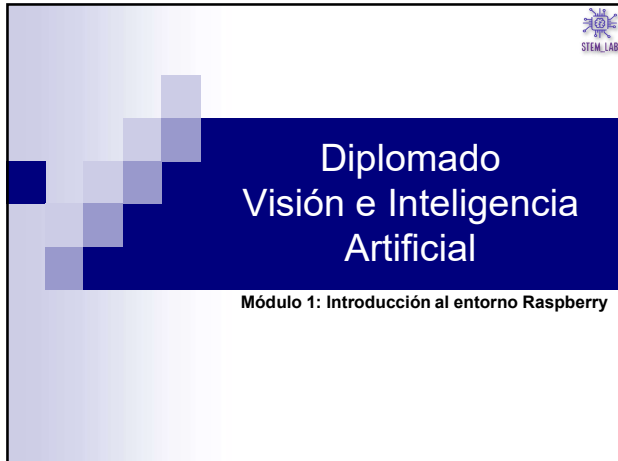 STEM_LAB
Diplomado
Visión e Inteligencia
Artificial
Módulo 1: Introducción al entorno Raspberry